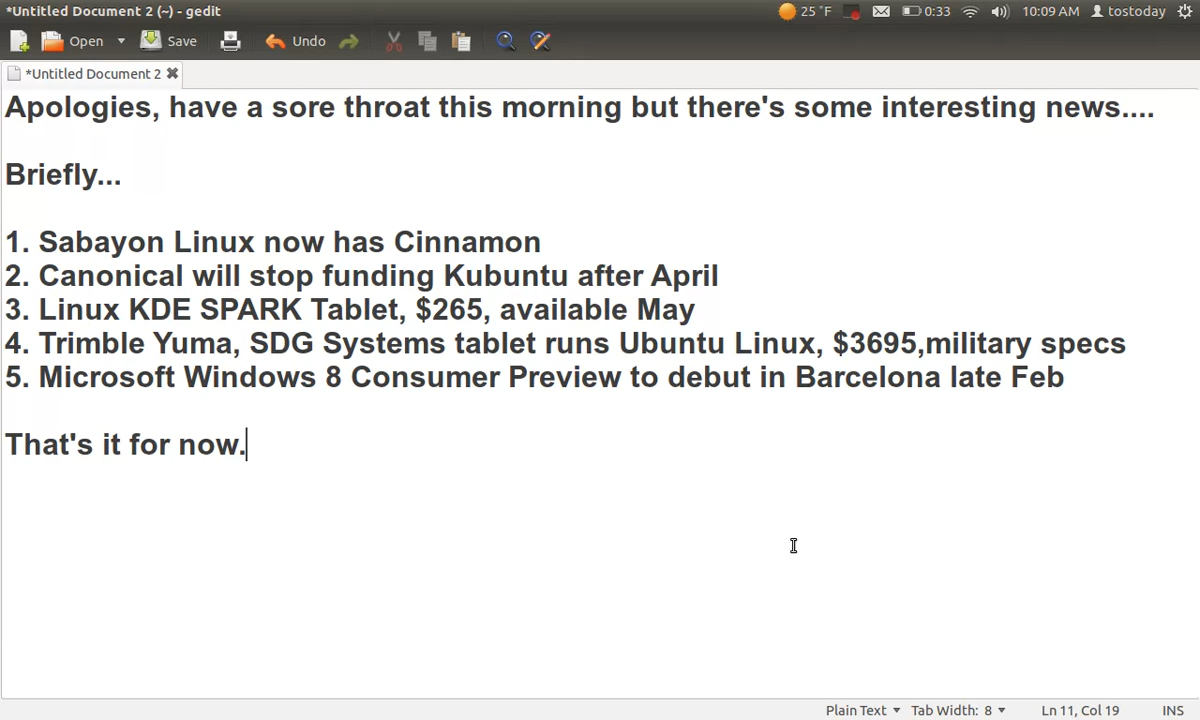 *Untitled Document 2 (~) - gedit
25 °F
0:33
10:09 AM
tostoday
Open
Save
Undo
*Untitled Document 2
Apologies, have a sore throat this morning but there's some interesting news....
Briefly...
1. Sabayon Linux now has Cinnamon
2. Canonical will stop funding Kubuntu after April
3. Linux KDE SPARK Tablet, $265, available May
4. Trimble Yuma, SDG Systems tablet runs Ubuntu Linux, $3695,military specs
5. Microsoft Windows 8 Consumer Preview to debut in Barcelona late Feb
That's it for now.
Plain Text
Tab Width: 8
Ln 11, Col 19
INS